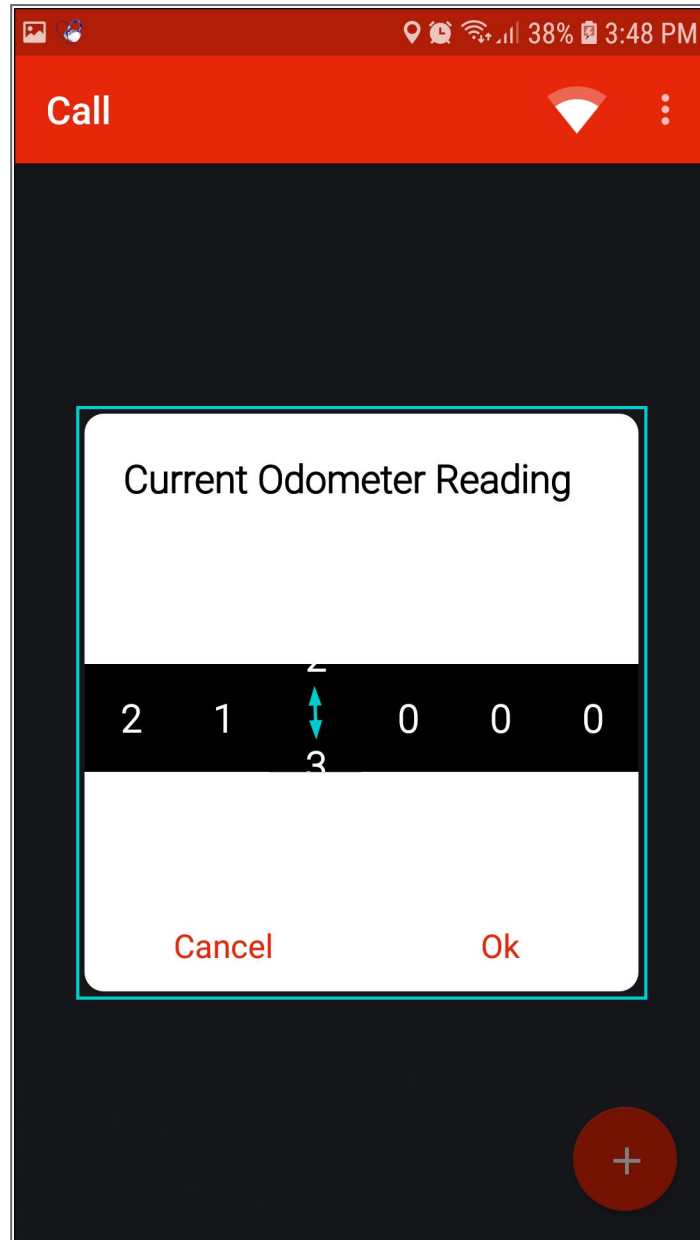 38% 3:48 PM
Call
Current Odometer Reading
2
2 1 0 0 0
3
Cancel Ok
+